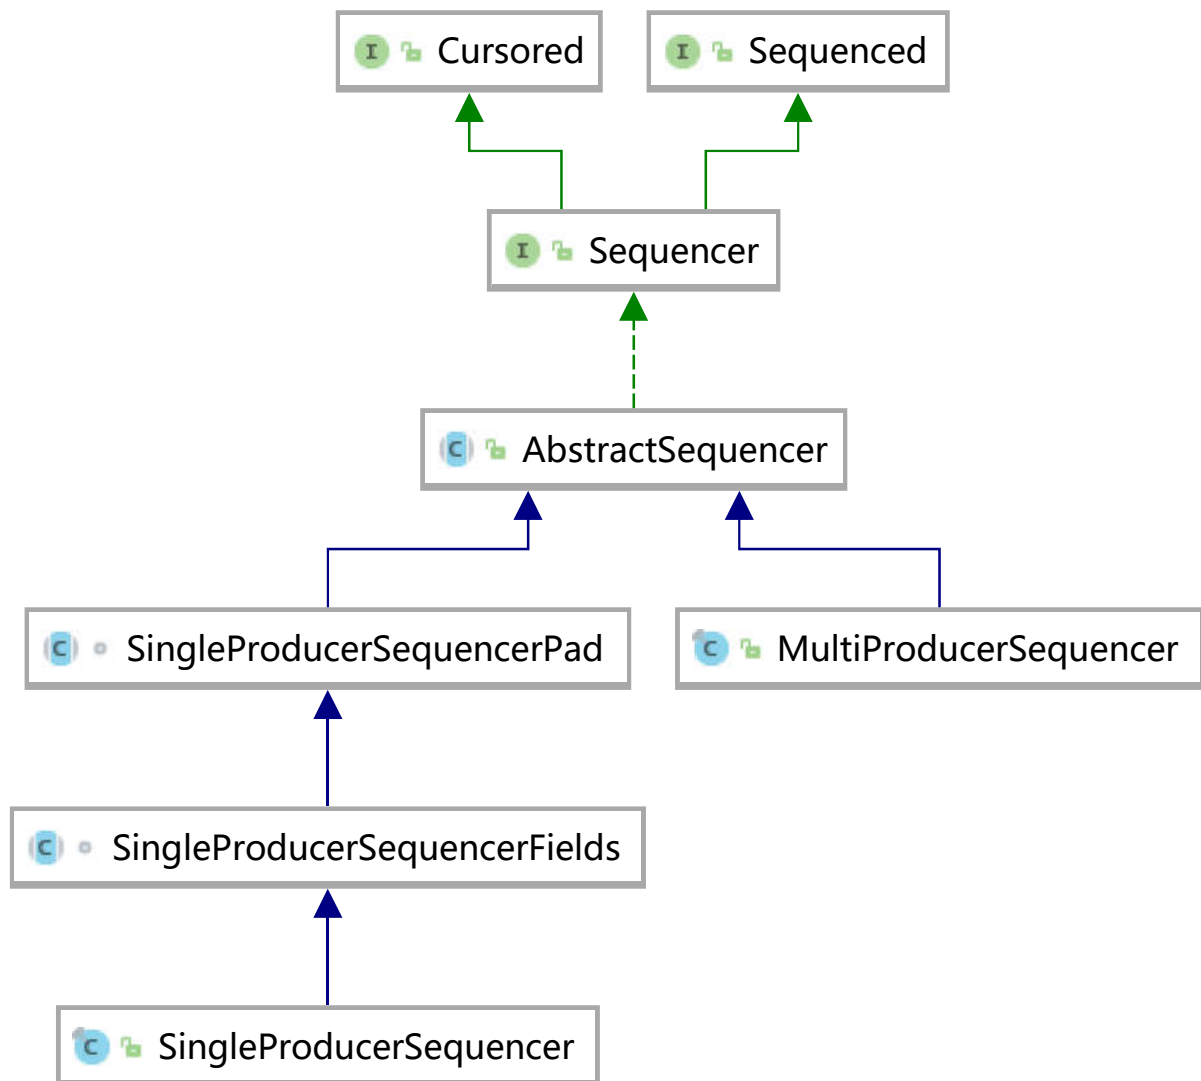 I Cursored
I Sequenced
I Sequencer
C AbstractSequencer
C SingleProducerSequencerPad
C MultiProducerSequencer
C SingleProducerSequencerFields
C SingleProducerSequencer